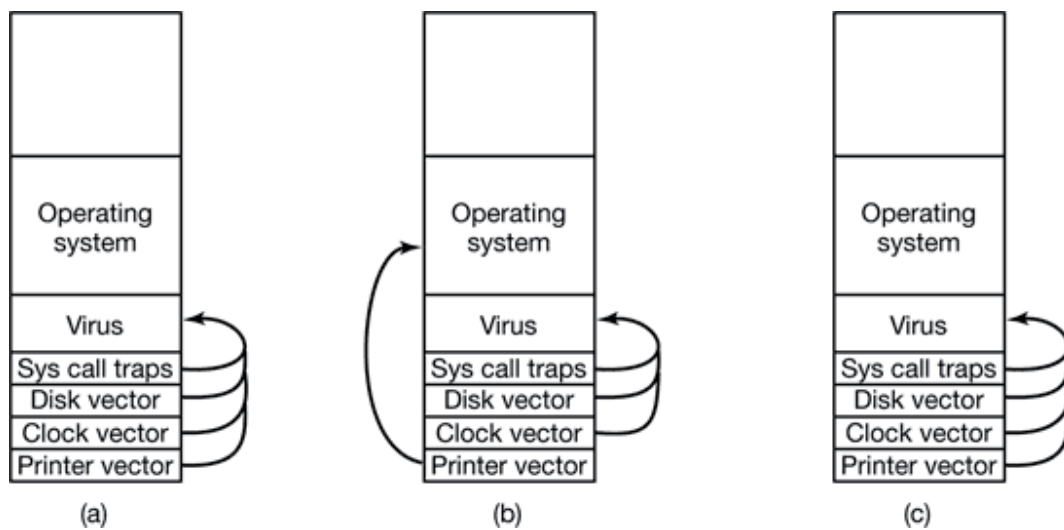 Operating
system
Virus
Sys call traps
Disk vector
Clock vector
Printer vector
(a)
Operating
system
Virus
Sys call traps
Disk vector
Clock vector
Printer vector
(b)
Operating
system
Virus
Sys call traps
Disk vector
Clock vector
Printer vector
(c)